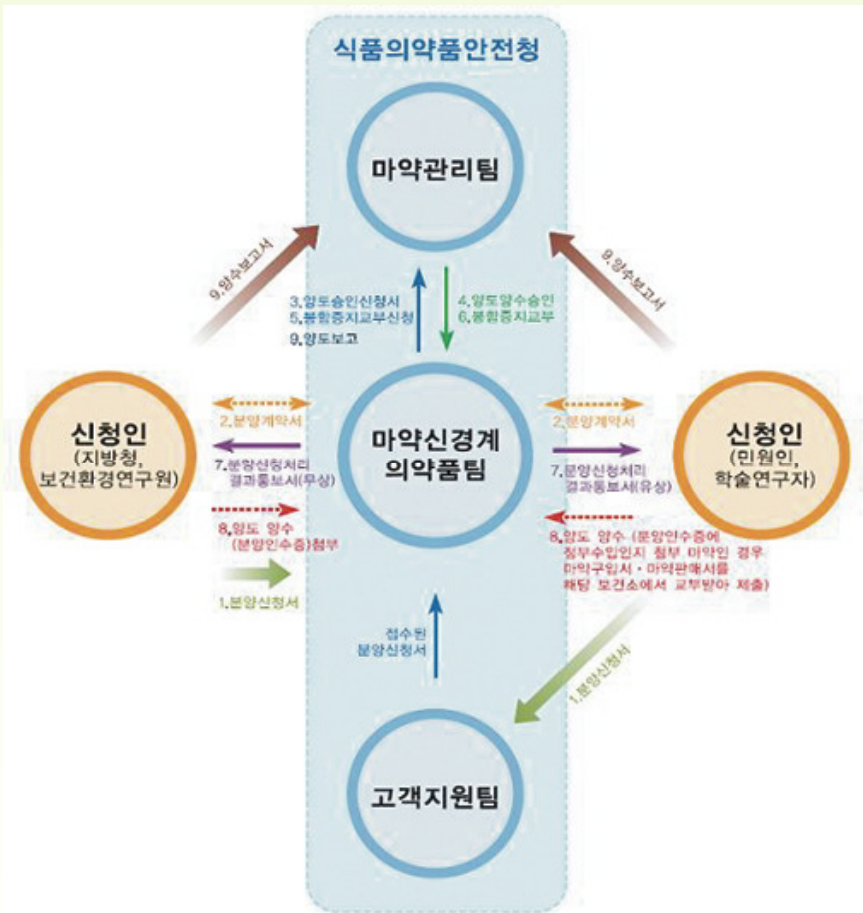 식품의약품안전청
마약관리팀
9.양수보고서
9.양수보고서
3.양도승인신청서
5.봉함증지교부신청
9.양도보고
4.양도양수승인
6.봉함증지교부
신청인
(지방청,
보건환경연구원)
2.분양계약서
7.분양신청처리
결과통보서(무상)
8.양도 양수
(분양인수증)첨부
1.분양신청서
마약신경계
의약품팀
2.분양계약서
7.분양신청처리
결과통보서(유상)
8.양도 양수 (분양인수증에
첨부수입인지 첨부 마약인 경우
마약구입서·마약판매서를
해당 보건소에서 교부받아 제출)
신청인
(민원인,
학술연구자)
접수된
분양신청서
1.분양신청서
고객지원팀